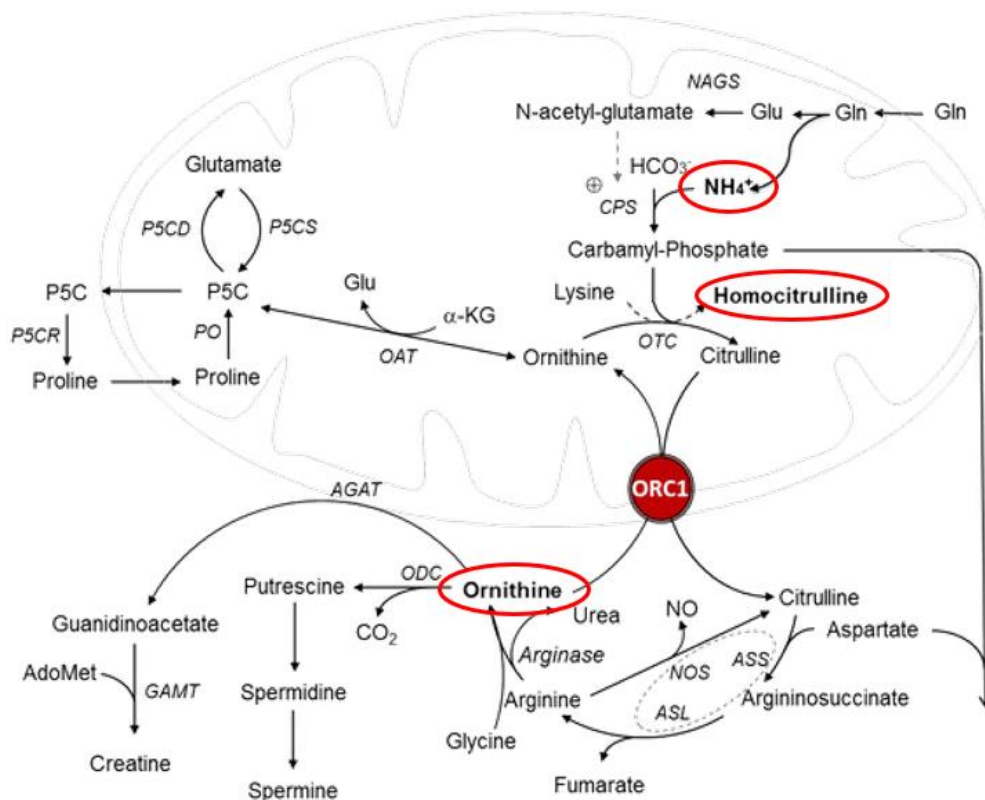 NAGS
N-acetyl-glutamate Glu Gln Gln
Glutamate
HCO₃⁻ NH₄⁺
⊕ CPS
P5CD P5CS
Carbamyl-Phosphate
P5C P5C
Glu
Lysine Homocitrulline
α-KG
P5CR PO
OAT Ornithine OTC Citrulline
Proline Proline
ORC1
AGAT
Putrescine ODC Ornithine
Citrulline
CO₂ Urea NO
Guanidinoacetate
Aspartate
Arginase NOS ASS
AdoMet GAMT
Spermidine Arginine Argininosuccinate
ASL
Glycine
Creatine
Fumarate
Spermine